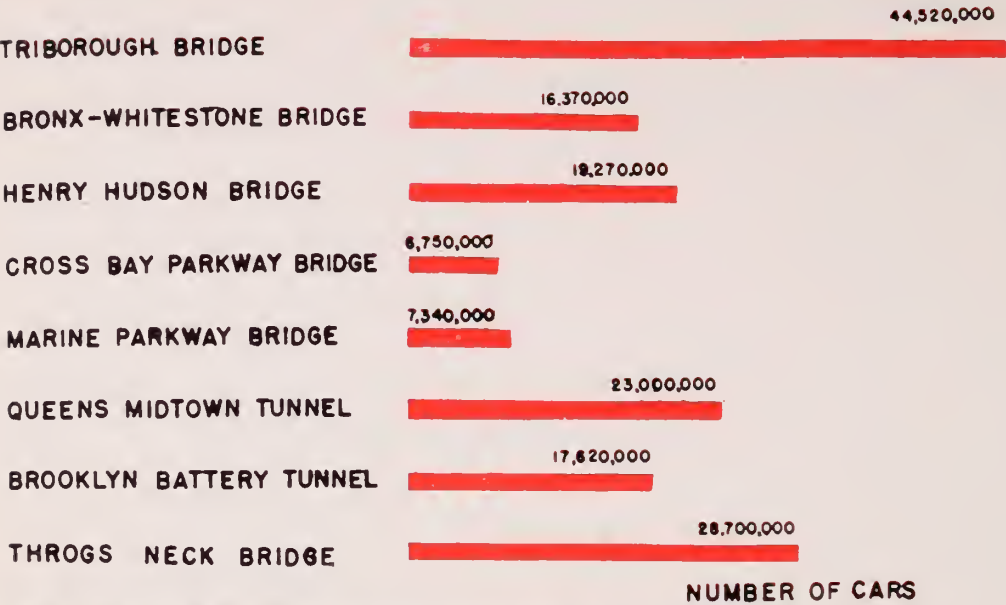 44,520,000
TRIBOROUGH BRIDGE
16,370,000
BRONX-WHITESTONE BRIDGE
19,270,000
HENRY HUDSON BRIDGE
6,750,000
CROSS BAY PARKWAY BRIDGE
7,340,000
MARINE PARKWAY BRIDGE
23,000,000
QUEENS MIDTOWN TUNNEL
17,620,000
BROOKLYN BATTERY TUNNEL
28,700,000
THROGS NECK BRIDGE
NUMBER OF CARS